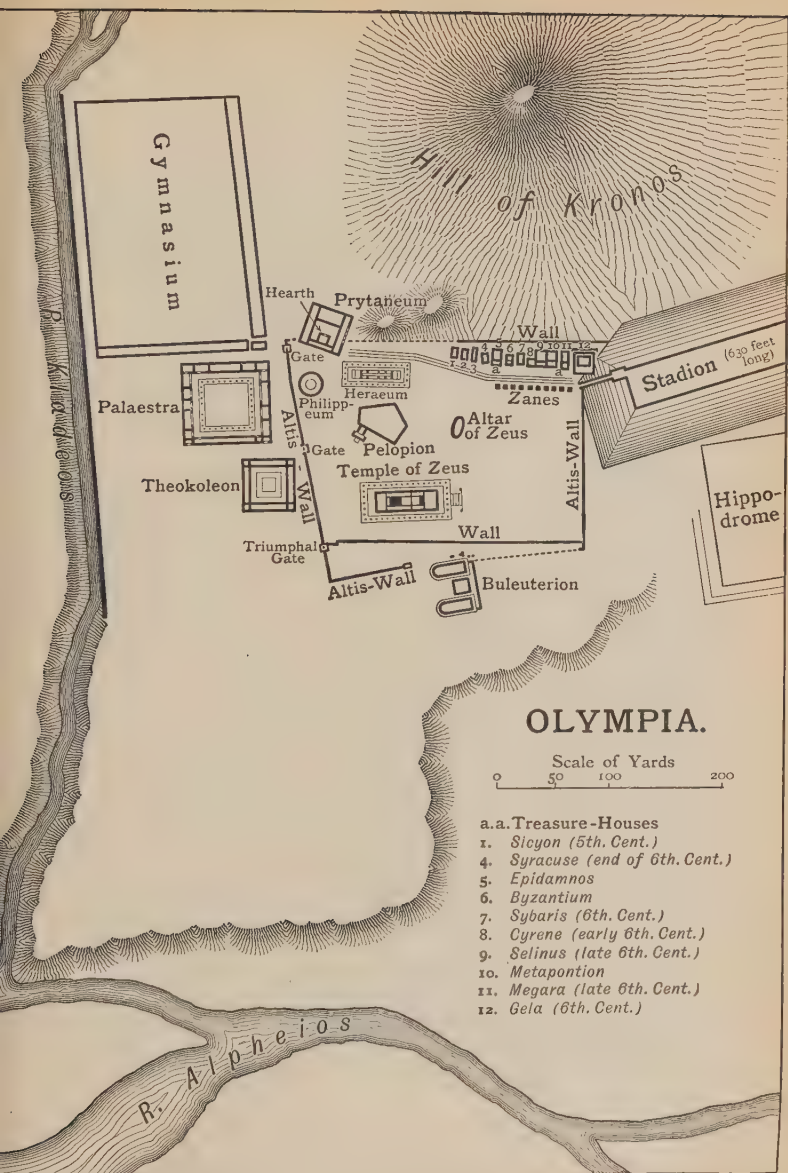 Gymnasium
Hill of Kronos
R. Kladeos
Hearth
Prytaneum
Gate
Wall
1 2 3 4 5 6 7 8 9 10 11 12
a
a
Zanes
Stadion (630 feet
long)
Palaestra
Philipp-
eum
Heraeum
Altis-Wall
Gate
Pelopion
Altar
of Zeus
Altis-Wall
Hippo-
drome
Theokoleon
Temple of Zeus
Wall
Triumphal
Gate
Altis-Wall
Buleuterion
OLYMPIA.
Scale of Yards
0 50 100 200
a.a. Treasure-Houses
1. Sicyon (5th. Cent.)
4. Syracuse (end of 6th. Cent.)
5. Epidamnos
6. Byzantium
7. Sybaris (6th. Cent.)
8. Cyrene (early 6th. Cent.)
9. Selinus (late 6th. Cent.)
10. Metapontion
11. Megara (late 6th. Cent.)
12. Gela (6th. Cent.)
R. Alpheios